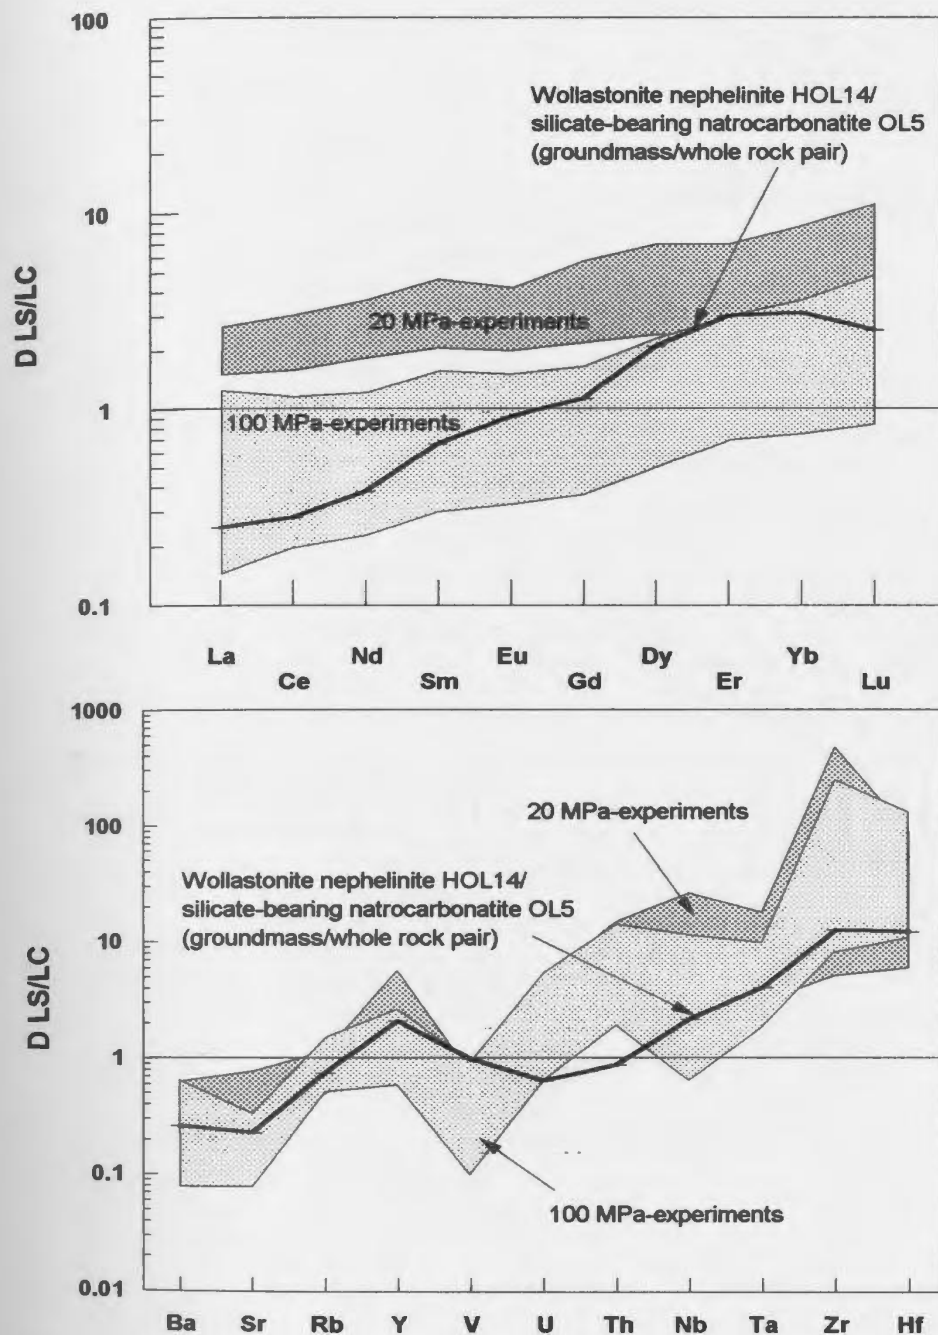 100
Wollastonite nephelinite HOL14/
silicate-bearing natrocarbonatite OL5
(groundmass/whole rock pair)
10
D LS/LC
20 MPa-experiments
1
100 MPa-experiments
0.1
La Nd Eu Dy Yb
Ce Sm Gd Er Lu
1000
20 MPa-experiments
100
Wollastonite nephelinite HOL14/
silicate-bearing natrocarbonatite OL5
(groundmass/whole rock pair)
10
D LS/LC
1
0.1
100 MPa-experiments
0.01
Ba Sr Rb Y V U Th Nb Ta Zr Hf